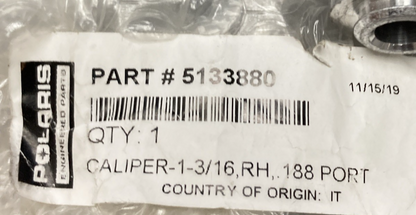 POLARIS
ENGINEERED PARTS
PART # 5133880
11/15/19
QTY: 1
CALIPER-1-3/16,RH,.188 PORT
COUNTRY OF ORIGIN: IT